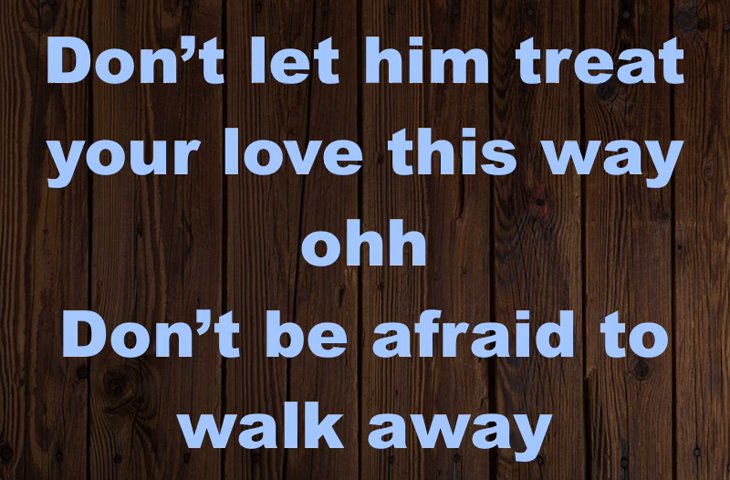 Don’t let him treat
your love this way
ohh
Don’t be afraid to
walk away